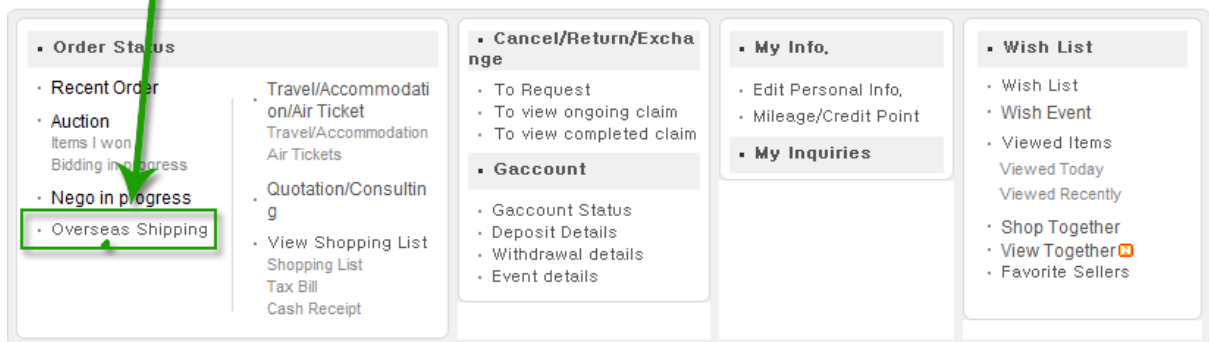 Order Status
Recent Order
Auction
Items I won
Bidding in progress
Nego in progress
Overseas Shipping
Travel/Accommodati
on/Air Ticket
Travel/Accommodation
Air Tickets
Quotation/Consultin
g
View Shopping List
Shopping List
Tax Bill
Cash Receipt
Cancel/Return/Excha
nge
To Request
To view ongoing claim
To view completed claim
Gaccount
Gaccount Status
Deposit Details
Withdrawal details
Event details
My Info,
Edit Personal Info,
Mileage/Credit Point
My Inquiries
Wish List
Wish List
Wish Event
Viewed Items
Viewed Today
Viewed Recently
Shop Together
View Together N
Favorite Sellers